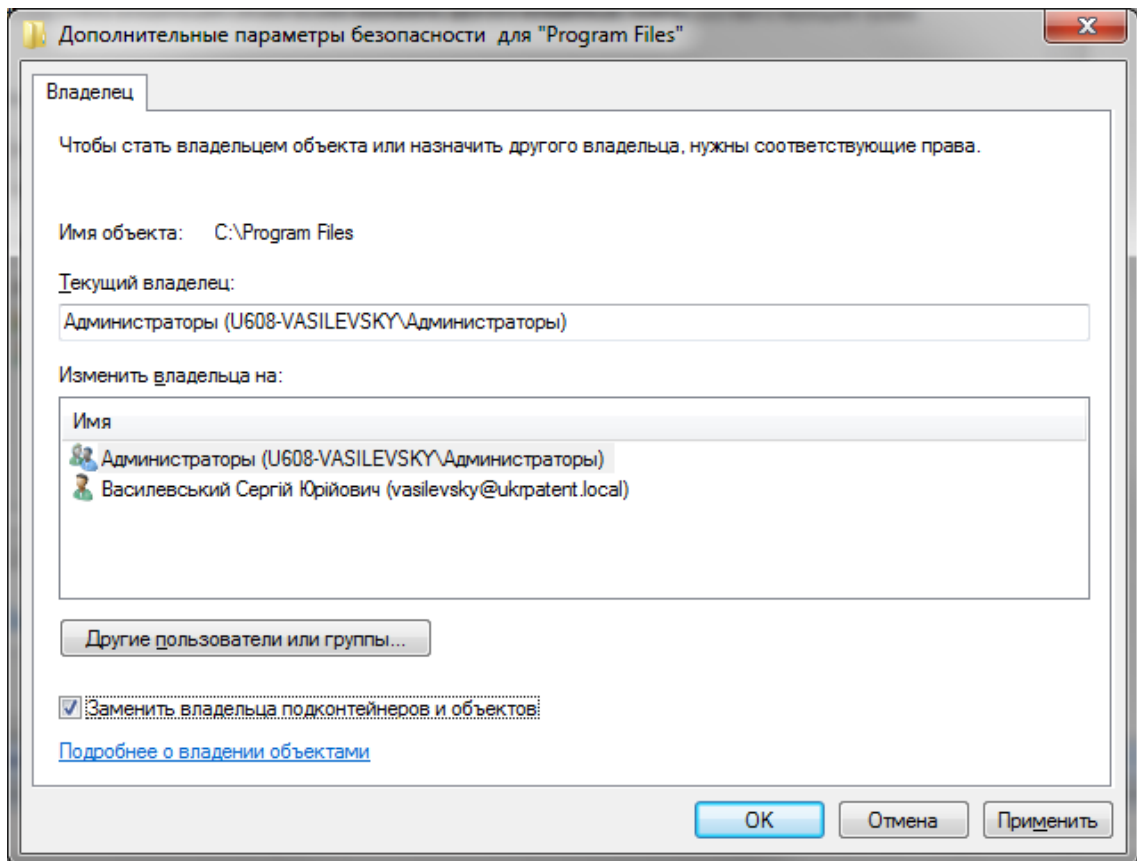 Дополнительные параметры безопасности для "Program Files"
Владелец
Чтобы стать владельцем объекта или назначить другого владельца, нужны соответствующие права.
Имя объекта: C:\Program Files
Текущий владелец:
Администраторы (U608-VASILEVSKY\Администраторы)
Изменить владельца на:
Имя
Администраторы (U608-VASILEVSKY\Администраторы)
Василевський Сергій Юрійович (vasilevsky@ukrpatent.local)
Другие пользователи или группы...
Заменить владельца подконтейнеров и объектов
Подробнее о владении объектами
ОК Отмена Применить